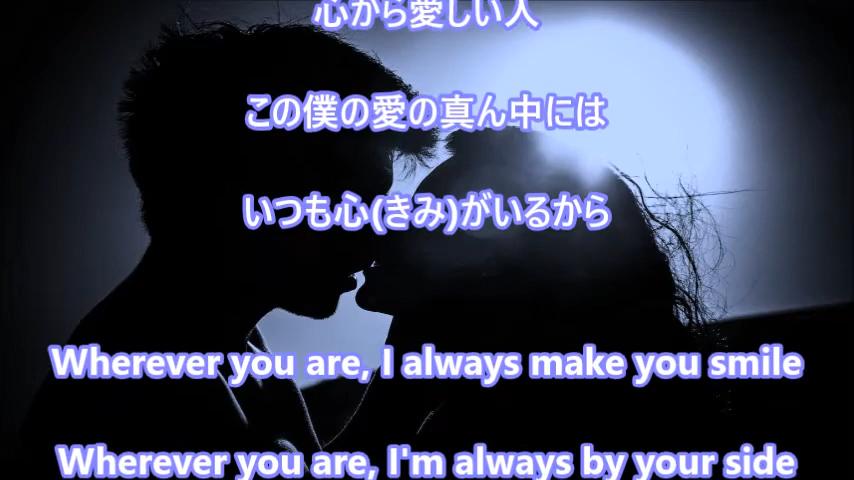 心から愛しい人
この僕の愛の真ん中には
いつも心(きみ)がいるから
Wherever you are, I always make you smile
Wherever you are, I'm always by your side